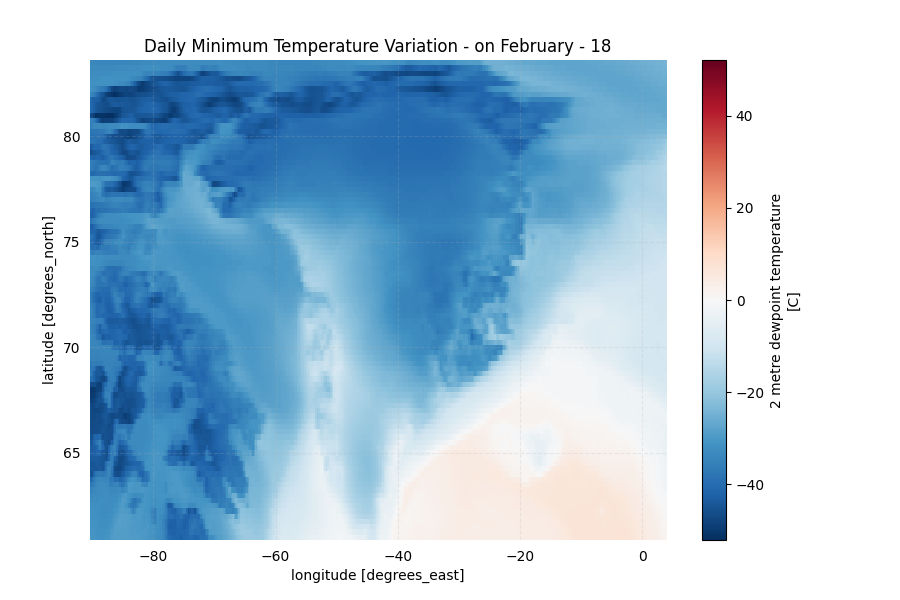 Daily Minimum Temperature Variation - on February - 18
80
75
70
65
latitude [degrees_north]
−80
−60
−40
−20
0
longitude [degrees_east]
40
20
0
−20
−40
2 metre dewpoint temperature
[C]